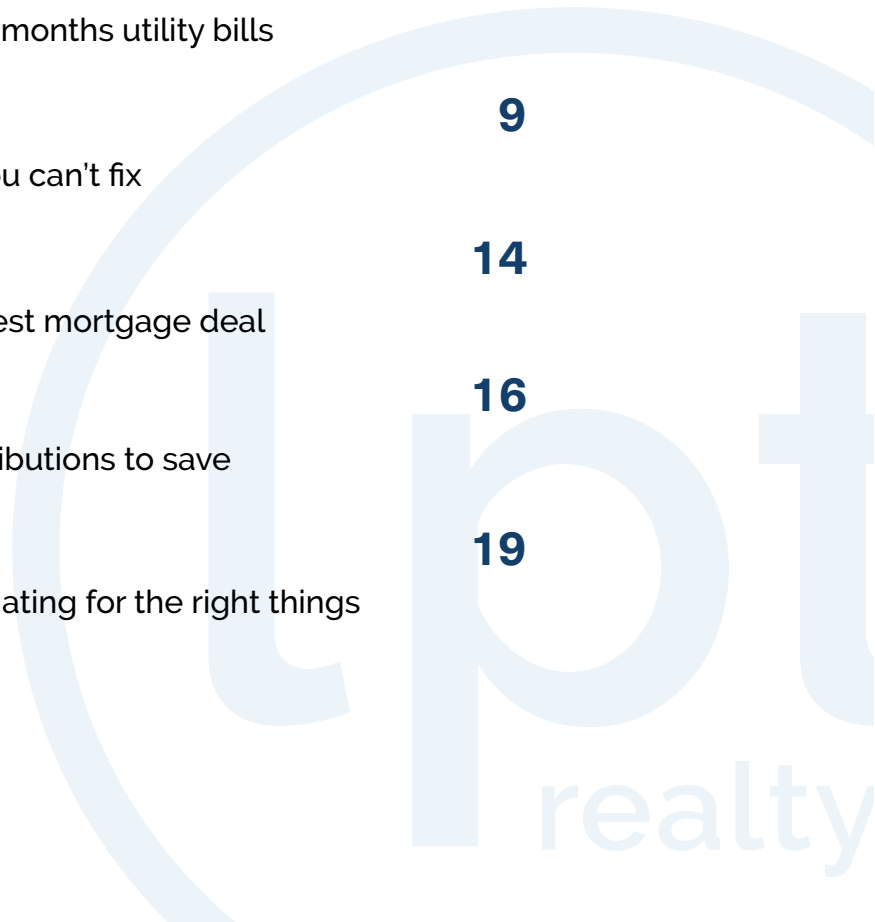 months utility bills
9
u can't fix
14
est mortgage deal
16
ibutions to save
19
ating for the right things
lpt
realty